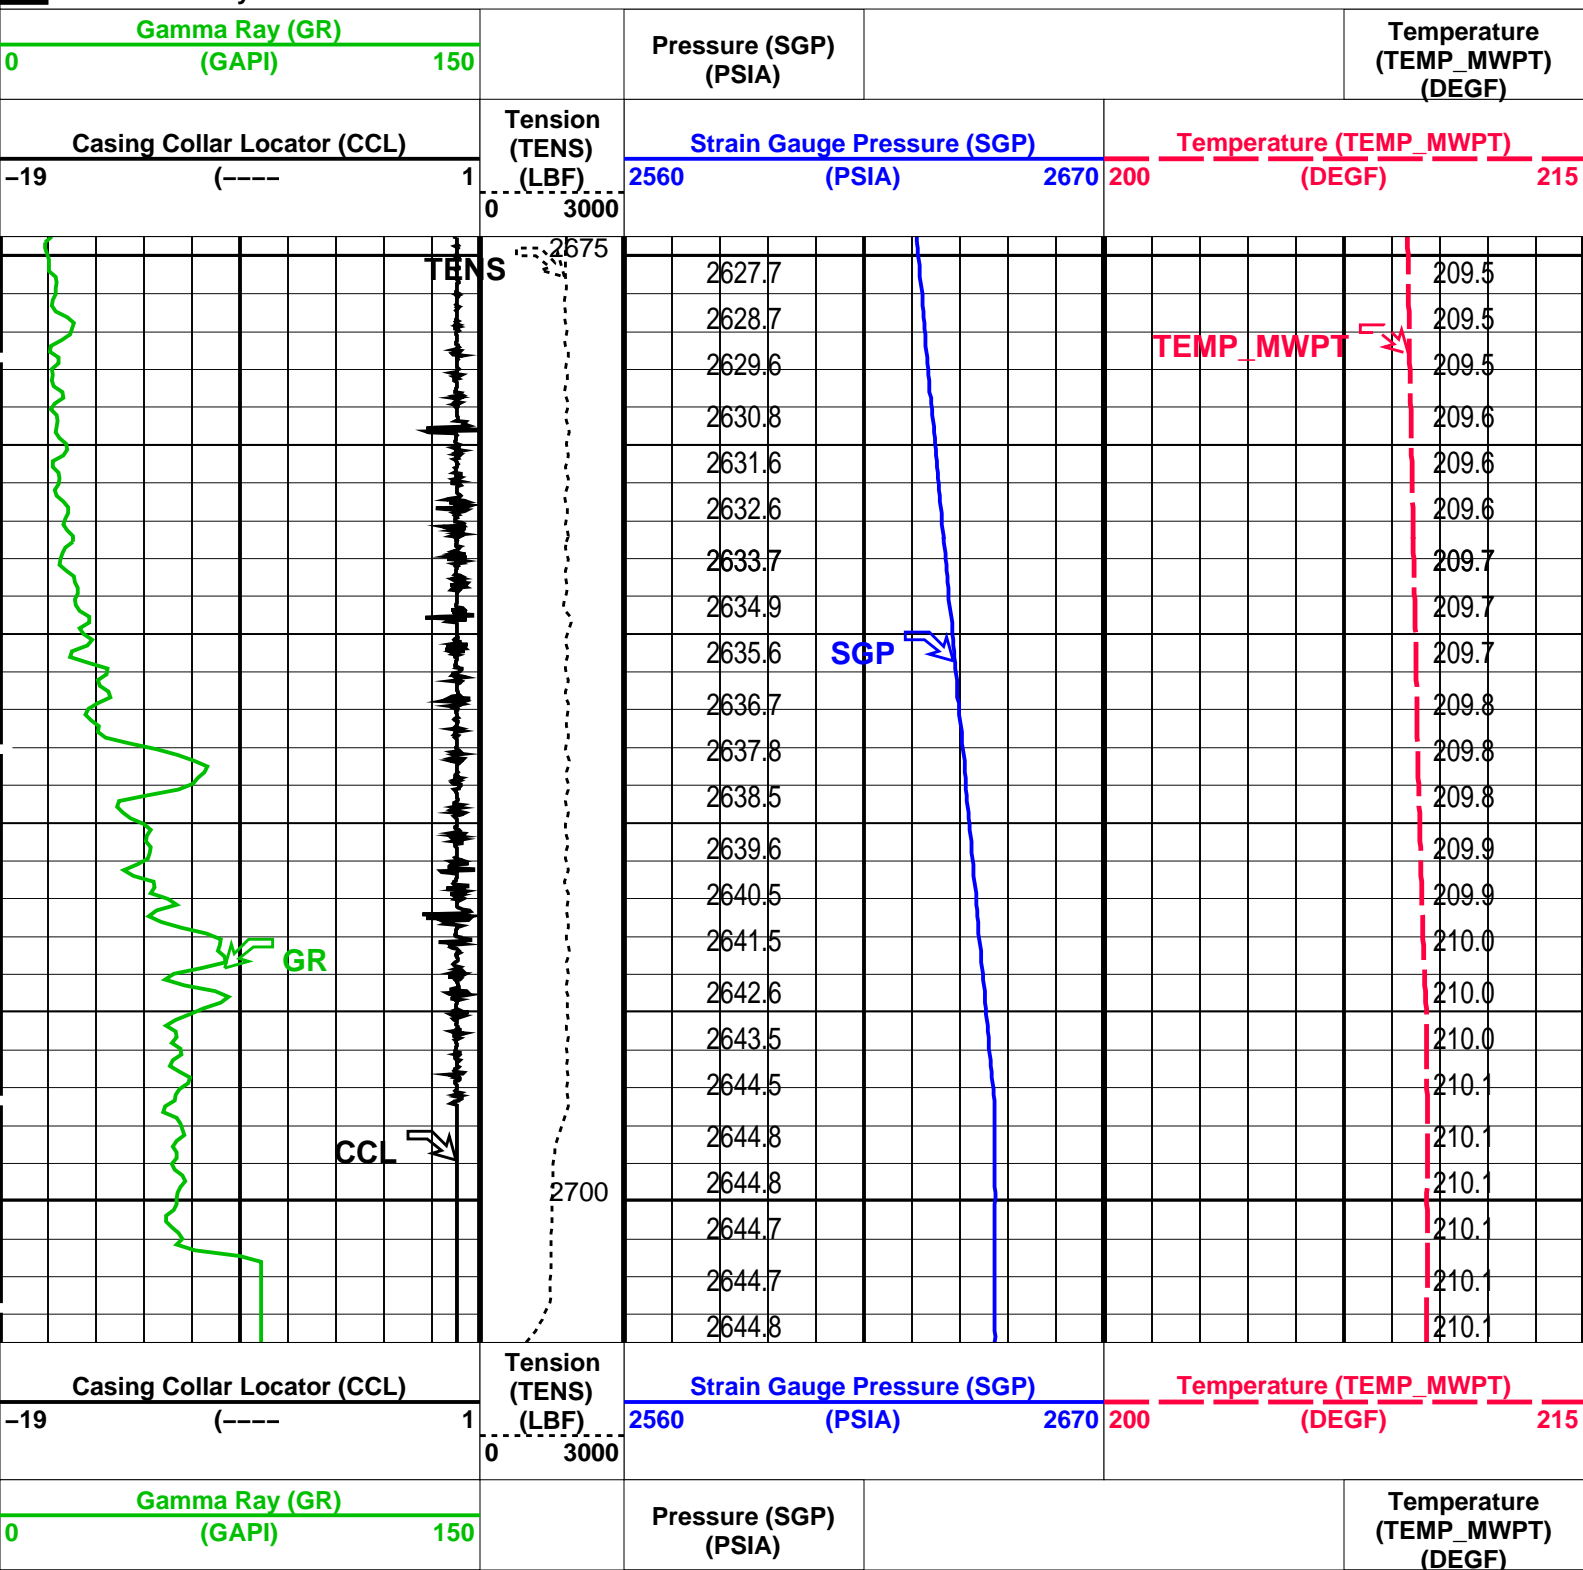 Gamma Ray (GR)
0 (GAPI) 150
Pressure (SGP)
(PSIA)
Temperature
(TEMP_MWPT)
(DEGF)
Casing Collar Locator (CCL)
−19 (−−−− 1
Tension
(TENS)
(LBF)
0 3000
Strain Gauge Pressure (SGP)
2560 (PSIA) 2670
Temperature (TEMP_MWPT)
200 (DEGF) 215
2675
TENS
2627.7 209.5
2628.7 209.5
TEMP_MWPT
2629.6 209.5
2630.8 209.6
2631.6 209.6
2632.6 209.6
2633.7 209.7
2634.9 209.7
SGP
2635.6 209.7
2636.7 209.8
2637.8 209.8
2638.5 209.8
2639.6 209.9
2640.5 209.9
2641.5 210.0
GR
2642.6 210.0
2643.5 210.0
2644.5 210.1
2644.8 210.1
CCL
2644.8 210.1
2700
2644.7 210.1
2644.7 210.1
2644.8 210.1
Casing Collar Locator (CCL)
−19 (−−−− 1
Tension
(TENS)
(LBF)
0 3000
Strain Gauge Pressure (SGP)
2560 (PSIA) 2670
Temperature (TEMP_MWPT)
200 (DEGF) 215
Gamma Ray (GR)
0 (GAPI) 150
Pressure (SGP)
(PSIA)
Temperature
(TEMP_MWPT)
(DEGF)